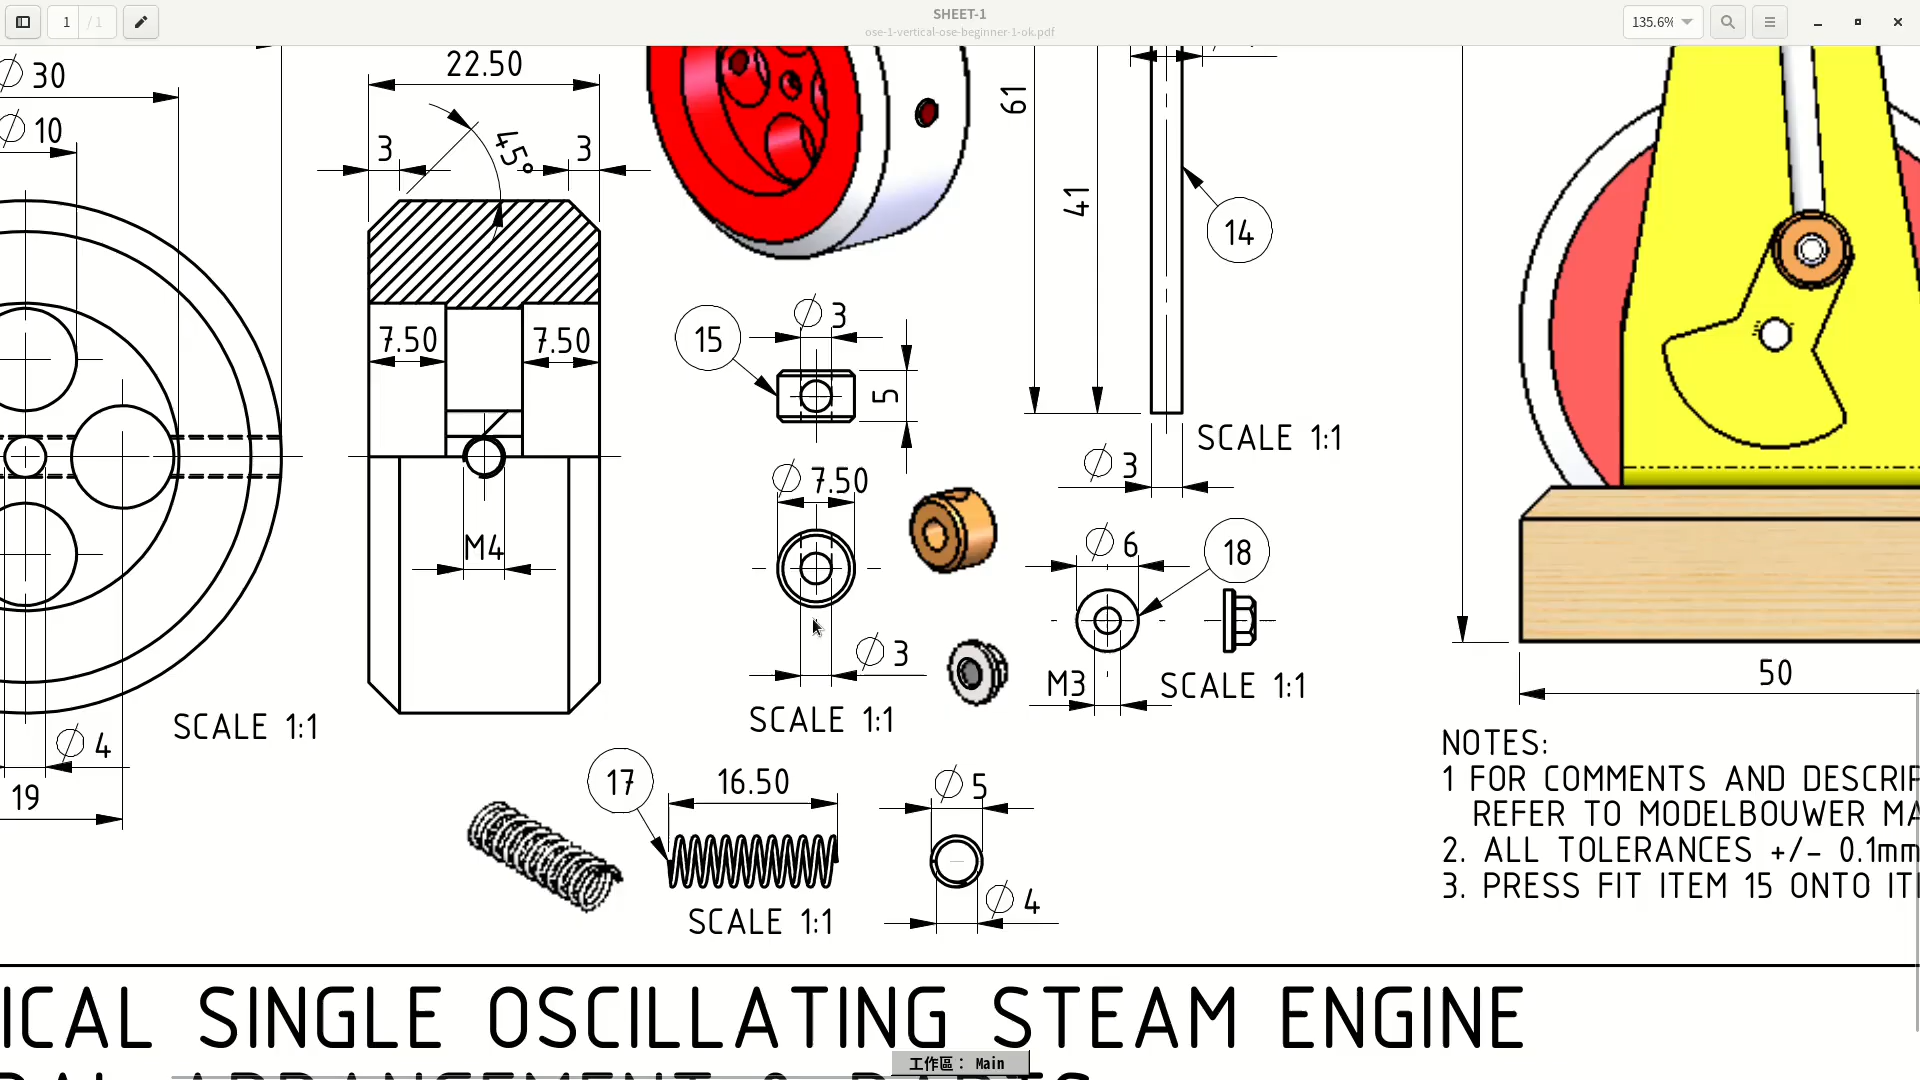 SHEET-1
ose-1-vertical-ose-beginner-1-ok.pdf
1 / 1
135.6%
Ø 30
Ø 10
22.50
3
45°
3
61
41
14
7.50
7.50
15
Ø 3
5
SCALE 1:1
Ø 3
Ø 7.50
M4
Ø 6
18
Ø 3
M3
SCALE 1:1
SCALE 1:1
SCALE 1:1
Ø 4
19
50
17
16.50
Ø 5
SCALE 1:1
Ø 4
NOTES:
1 FOR COMMENTS AND DESCRIP
REFER TO MODELBOUWER MA
2. ALL TOLERANCES +/- 0.1mm
3. PRESS FIT ITEM 15 ONTO IT
ICAL SINGLE OSCILLATING STEAM ENGINE
工作區： Main
ARRANGEMENT & PARTS